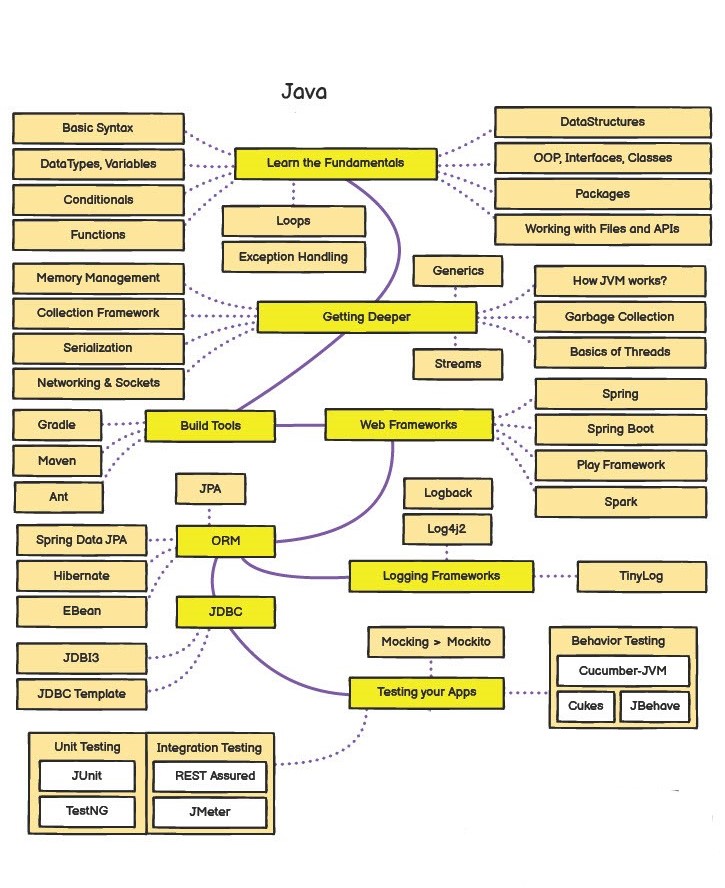 Java
Basic Syntax
DataTypes, Variables
Conditionals
Functions
Learn the Fundamentals
Loops
Exception Handling
DataStructures
OOP, Interfaces, Classes
Packages
Working with Files and APIs
Memory Management
Collection Framework
Serialization
Networking & Sockets
Getting Deeper
Generics
Streams
How JVM works?
Garbage Collection
Basics of Threads
Gradle
Maven
Ant
Build Tools
Web Frameworks
Spring
Spring Boot
Play Framework
Spark
JPA
ORM
Spring Data JPA
Hibernate
EBean
Logback
Log4j2
Logging Frameworks
TinyLog
JDBC
JDBI3
JDBC Template
Mocking > Mockito
Testing your Apps
Behavior Testing
Cucumber-JVM
Cukes
JBehave
Unit Testing
JUnit
TestNG
Integration Testing
REST Assured
JMeter